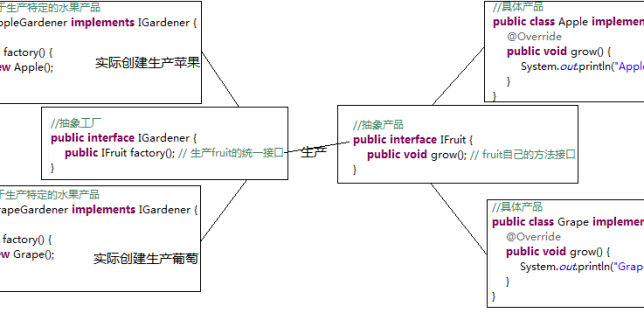 于生产特定的水果产品
ppleGardener implements IGardener {
factory() {
ew Apple();
实际创建生产苹果
//抽象工厂
public interface IGardener {
public IFruit factory(); // 生产fruit的统一接口
}
于生产特定的水果产品
rapeGardener implements IGardener {
factory() {
ew Grape();
实际创建生产葡萄
生产
//具体产品
public class Apple implemen
@Override
public void grow() {
System.out.println("Apple
}
}
//抽象产品
public interface IFruit {
public void grow(); // fruit自己的方法接口
}
//具体产品
public class Grape implemen
@Override
public void grow() {
System.out.println("Grap
}
}